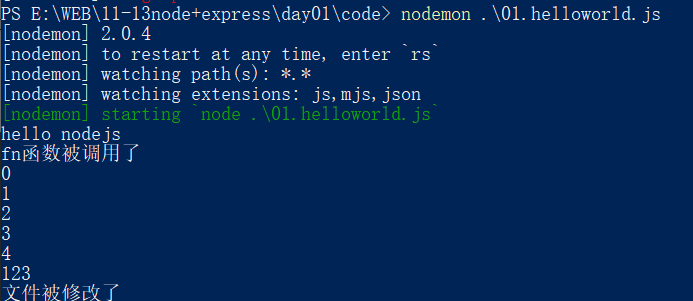 PS E:\WEB\11-13node+express\day01\code> nodemon .\01.helloworld.js
[nodemon] 2.0.4
[nodemon] to restart at any time, enter `rs`
[nodemon] watching path(s): *.*
[nodemon] watching extensions: js,mjs,json
[nodemon] starting `node .\01.helloworld.js`
hello nodejs
fn函数被调用了
0
1
2
3
4
123
文件被修改了